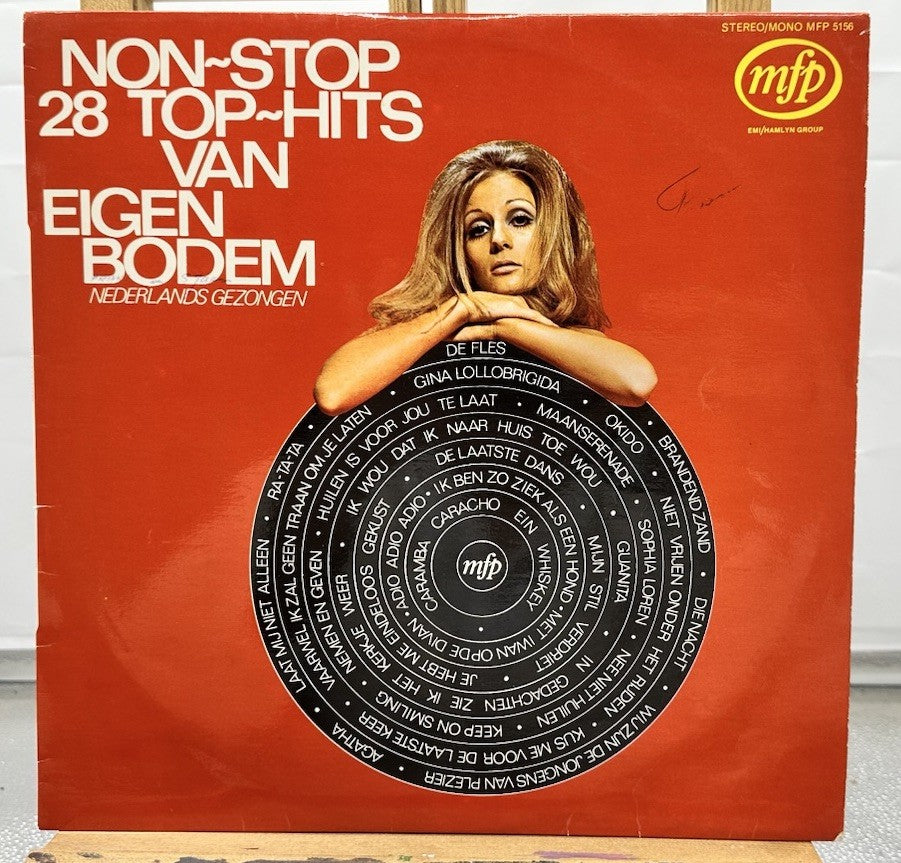 STEREO/MONO MFP 5156
mfp
EMI/HAMLYN GROUP
NON~STOP
28 TOP~HITS
VAN
EIGEN
BODEM
NEDERLANDS GEZONGEN
DE FLES • BRANDEND ZAND • DIE NACHT • WIJ ZIJN DE JONGENS VAN PLEZIER • AGATHA • LAAT MIJ NIET ALLEEN • RA-TA-TA •
GINA LOLLOBRIGIDA • OKIDO • NIET VRIJEN ONDER HET RIJDEN • KUS ME VOOR DE LAATSTE KEER • VAARWEL IK ZAL GEEN TRAAN OM JE LATEN •
HUILEN IS VOOR JOU TE LAAT • MAANSERENADE • SOPHIA LOREN • NEE NIET HUILEN • KEEP ON SMILING • NEMEN EN GEVEN •
IK WOU DAT IK NAAR HUIS TOE WOU • GUANITA • IN GEDACHTEN ZIE IK HET KERKJE WEER •
DE LAATSTE DANS • MIJN STIL VERDRIET • JE HEBT ME EINDELOOS GEKUST •
IK BEN ZO ZIEK ALS EEN HOND • MET IWAN OP DE DIVAN • ADIO ADIO ADIO •
CARAMBA CARACHO EIN WHISKEY •
mfp